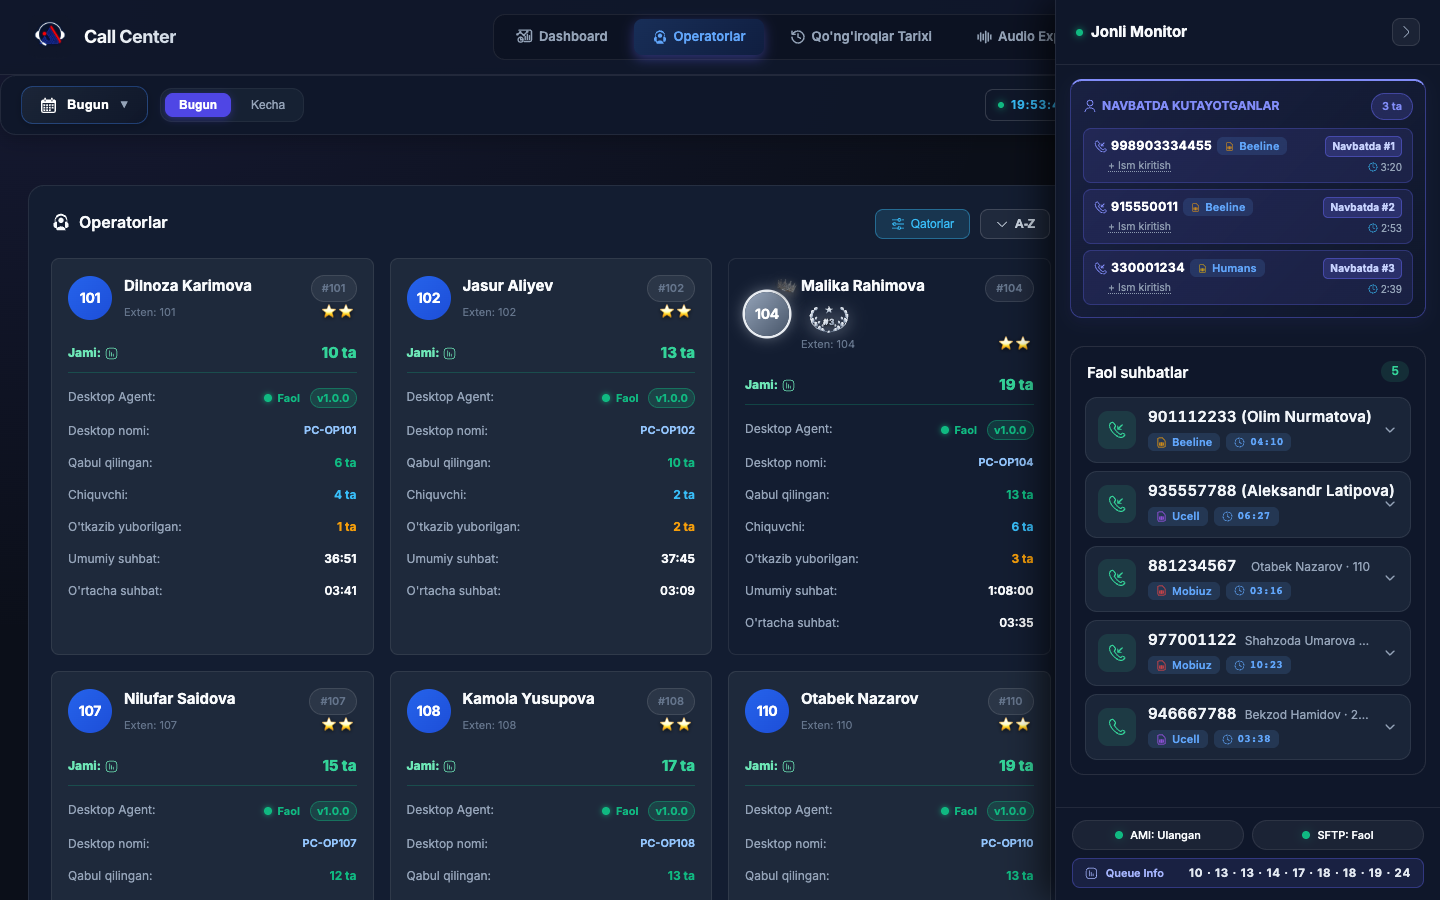 Call Center
Dashboard
Operatorlar
Qo'ng'iroqlar Tarixi
Audio
Bugun ▼
Bugun
Kecha
19:53:
Operatorlar
Qatorlar
A-Z
101
Dilnoza Karimova
#101
Exten: 101
Jami:
10 ta
Desktop Agent:
Faol
v1.0.0
Desktop nomi:
PC-OP101
Qabul qilingan:
6 ta
Chiquvchi:
4 ta
O'tkazib yuborilgan:
1 ta
Umumiy suhbat:
36:51
O'rtacha suhbat:
03:41
102
Jasur Aliyev
#102
Exten: 102
Jami:
13 ta
Desktop Agent:
Faol
v1.0.0
Desktop nomi:
PC-OP102
Qabul qilingan:
10 ta
Chiquvchi:
2 ta
O'tkazib yuborilgan:
2 ta
Umumiy suhbat:
37:45
O'rtacha suhbat:
03:09
104
Malika Rahimova
#104
#3
Exten: 104
Jami:
19 ta
Desktop Agent:
Faol
v1.0.0
Desktop nomi:
PC-OP104
Qabul qilingan:
13 ta
Chiquvchi:
6 ta
O'tkazib yuborilgan:
3 ta
Umumiy suhbat:
1:08:00
O'rtacha suhbat:
03:35
107
Nilufar Saidova
#107
Exten: 107
Jami:
15 ta
Desktop Agent:
Faol
v1.0.0
Desktop nomi:
PC-OP107
Qabul qilingan:
12 ta
108
Kamola Yusupova
#108
Exten: 108
Jami:
17 ta
Desktop Agent:
Faol
v1.0.0
Desktop nomi:
PC-OP108
Qabul qilingan:
13 ta
110
Otabek Nazarov
#110
Exten: 110
Jami:
19 ta
Desktop Agent:
Faol
v1.0.0
Desktop nomi:
PC-OP110
Qabul qilingan:
13 ta
Jonli Monitor
NAVBATDA KUTAYOTGANLAR
3 ta
998903334455
Beeline
Navbatda #1
+ Ism kiritish
3:20
915550011
Beeline
Navbatda #2
+ Ism kiritish
2:53
330001234
Humans
Navbatda #3
+ Ism kiritish
2:39
Faol suhbatlar
5
901112233 (Olim Nurmatova)
Beeline
04:10
935557788 (Aleksandr Latipova)
Ucell
06:27
881234567
Otabek Nazarov · 110
Mobiuz
03:16
977001122
Shahzoda Umarova ...
Mobiuz
10:23
946667788
Bekzod Hamidov · 2...
Ucell
03:38
AMI: Ulangan
SFTP: Faol
Queue Info
10 · 13 · 13 · 14 · 17 · 18 · 18 · 19 · 24